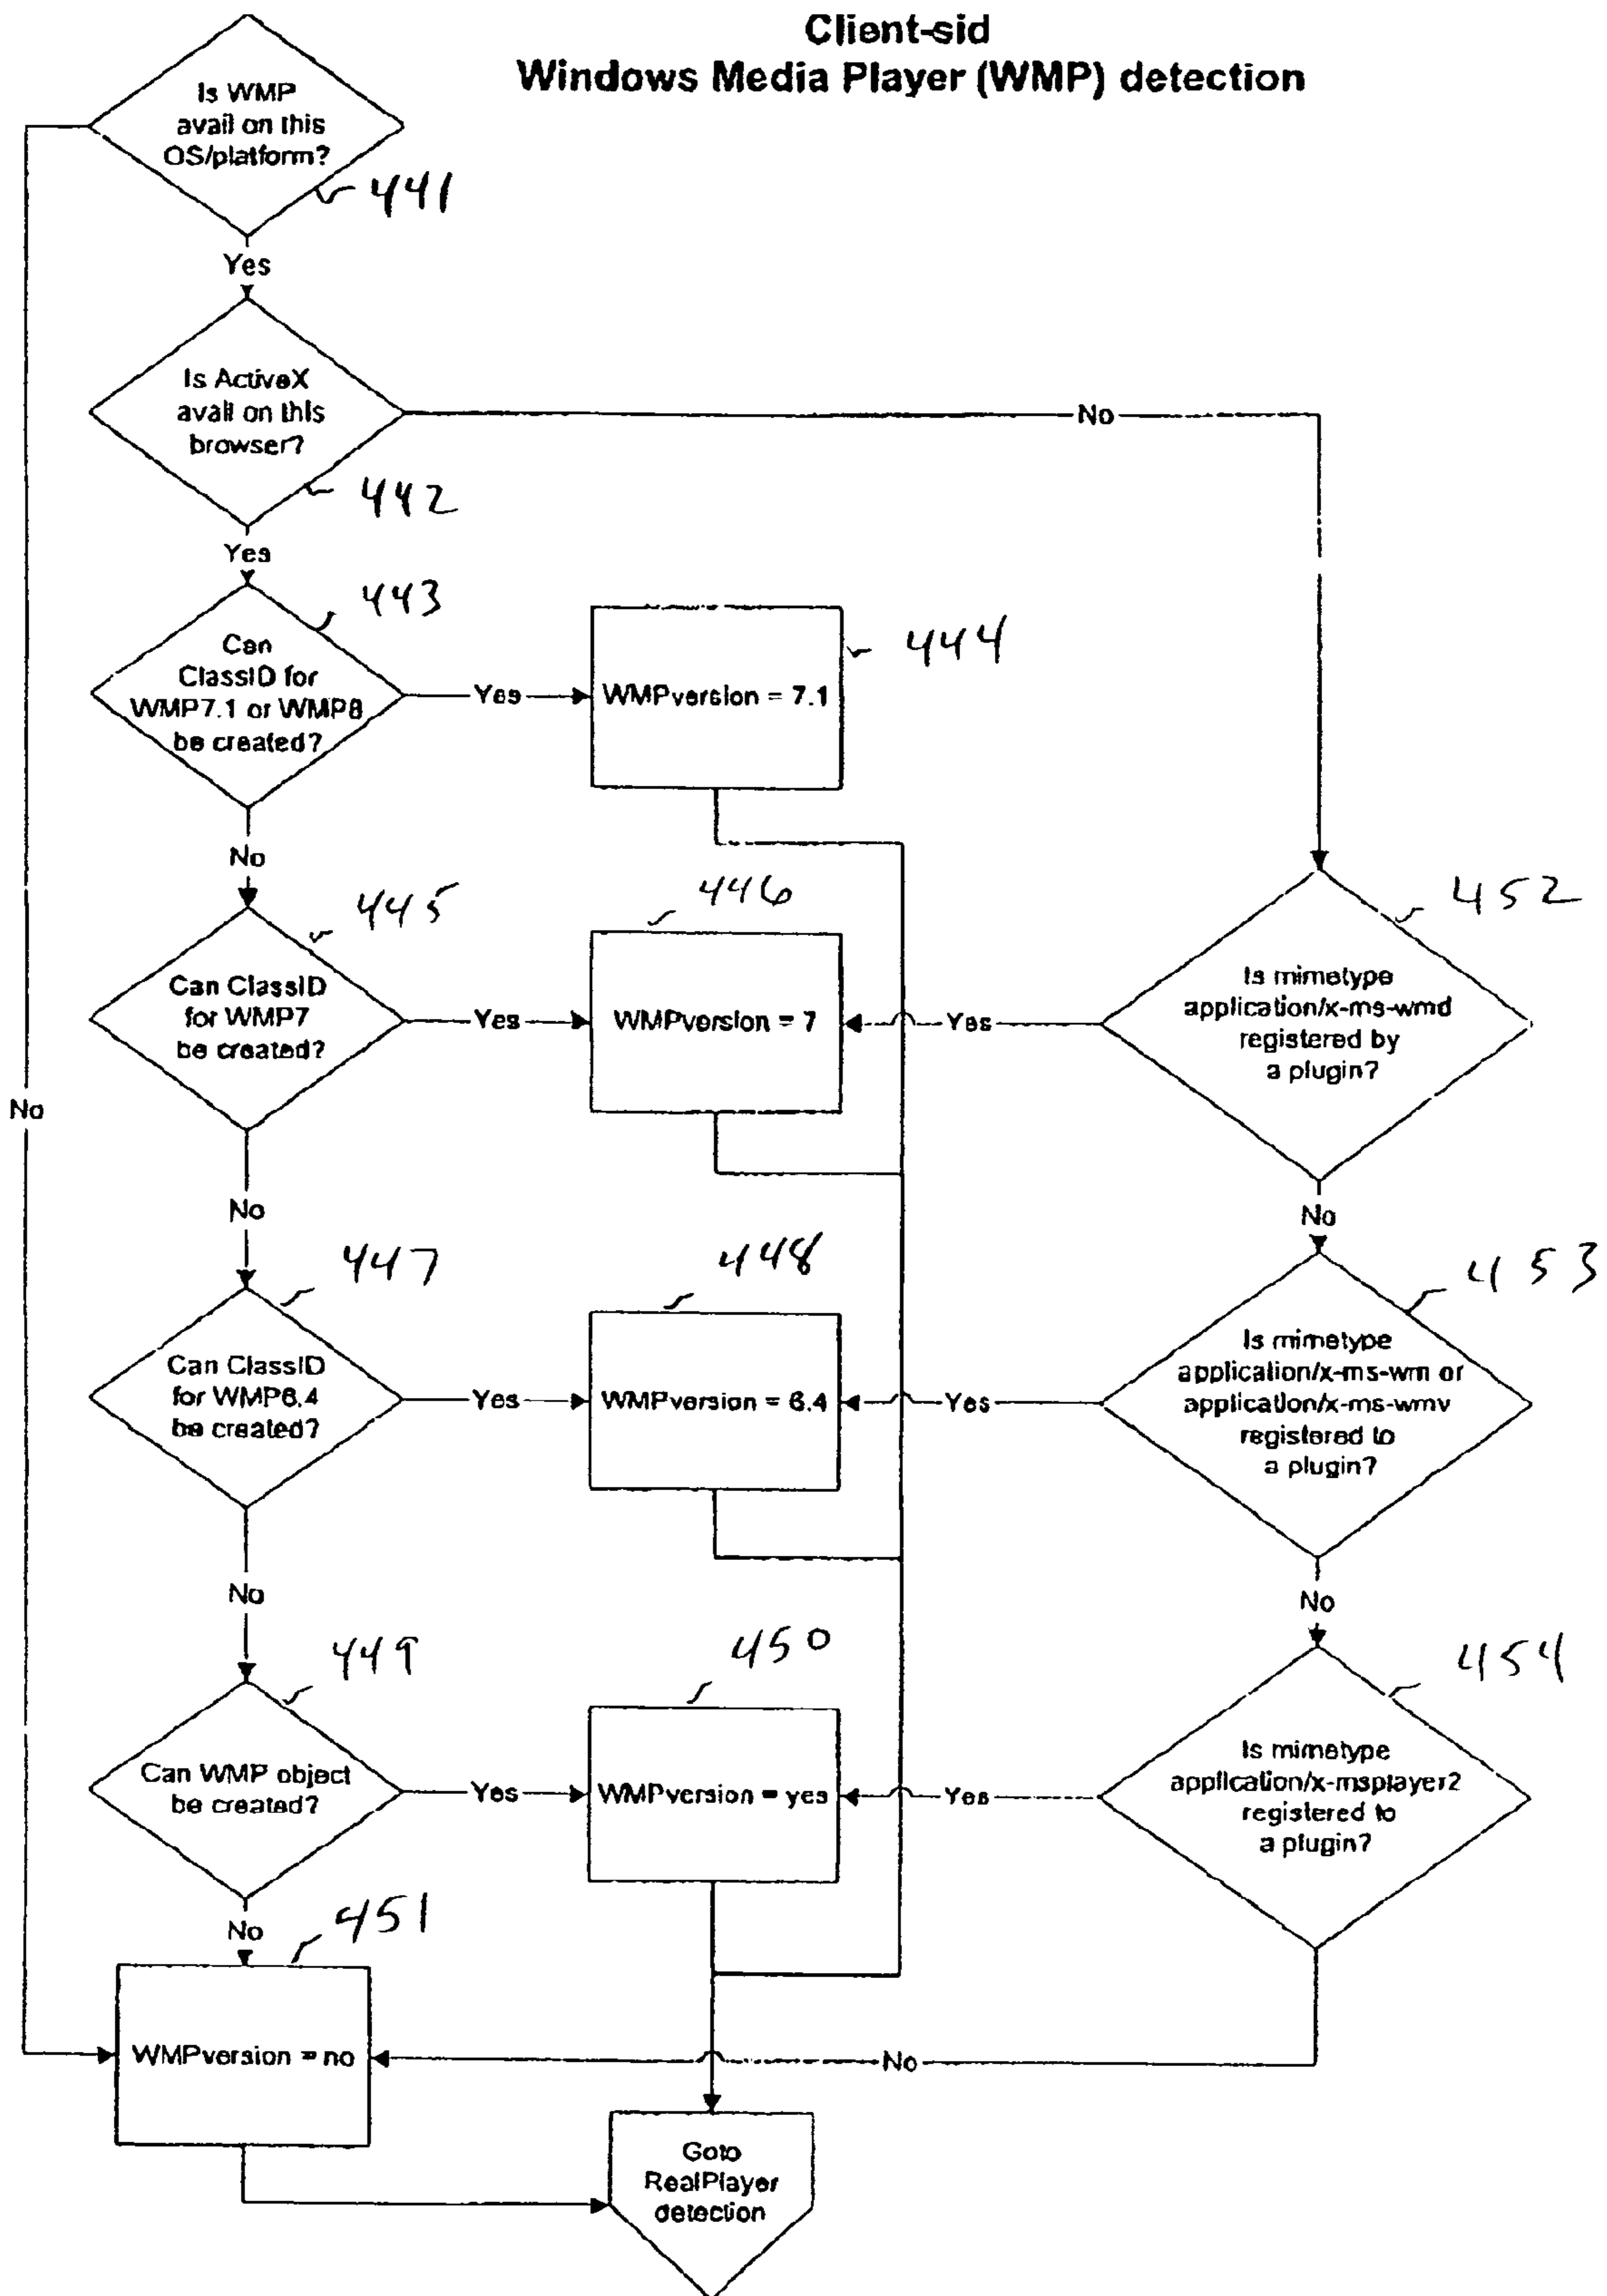 Client-sid
Windows Media Player (WMP) detection
Is WMP
avail on this
OS/platform?
441
Yes
Is ActiveX
avail on this
browser?
No
442
Yes
443
Can
ClassID for
WMP7.1 or WMP8
be created?
Yes
WMPversion = 7.1
444
No
445
446
452
Can ClassID
for WMP7
be created?
Yes
WMPversion = 7
Yes
Is mimetype
application/x-ms-wmd
registered by
a plugin?
No
No
No
447
448
453
Can ClassID
for WMP6.4
be created?
Yes
WMPversion = 6.4
Yes
Is mimetype
application/x-ms-wm or
application/x-ms-wmv
registered to
a plugin?
No
No
449
450
454
Can WMP object
be created?
Yes
WMPversion = yes
Yes
Is mimetype
application/x-msplayer2
registered to
a plugin?
No
451
WMPversion = no
No
Goto
RealPlayer
detection